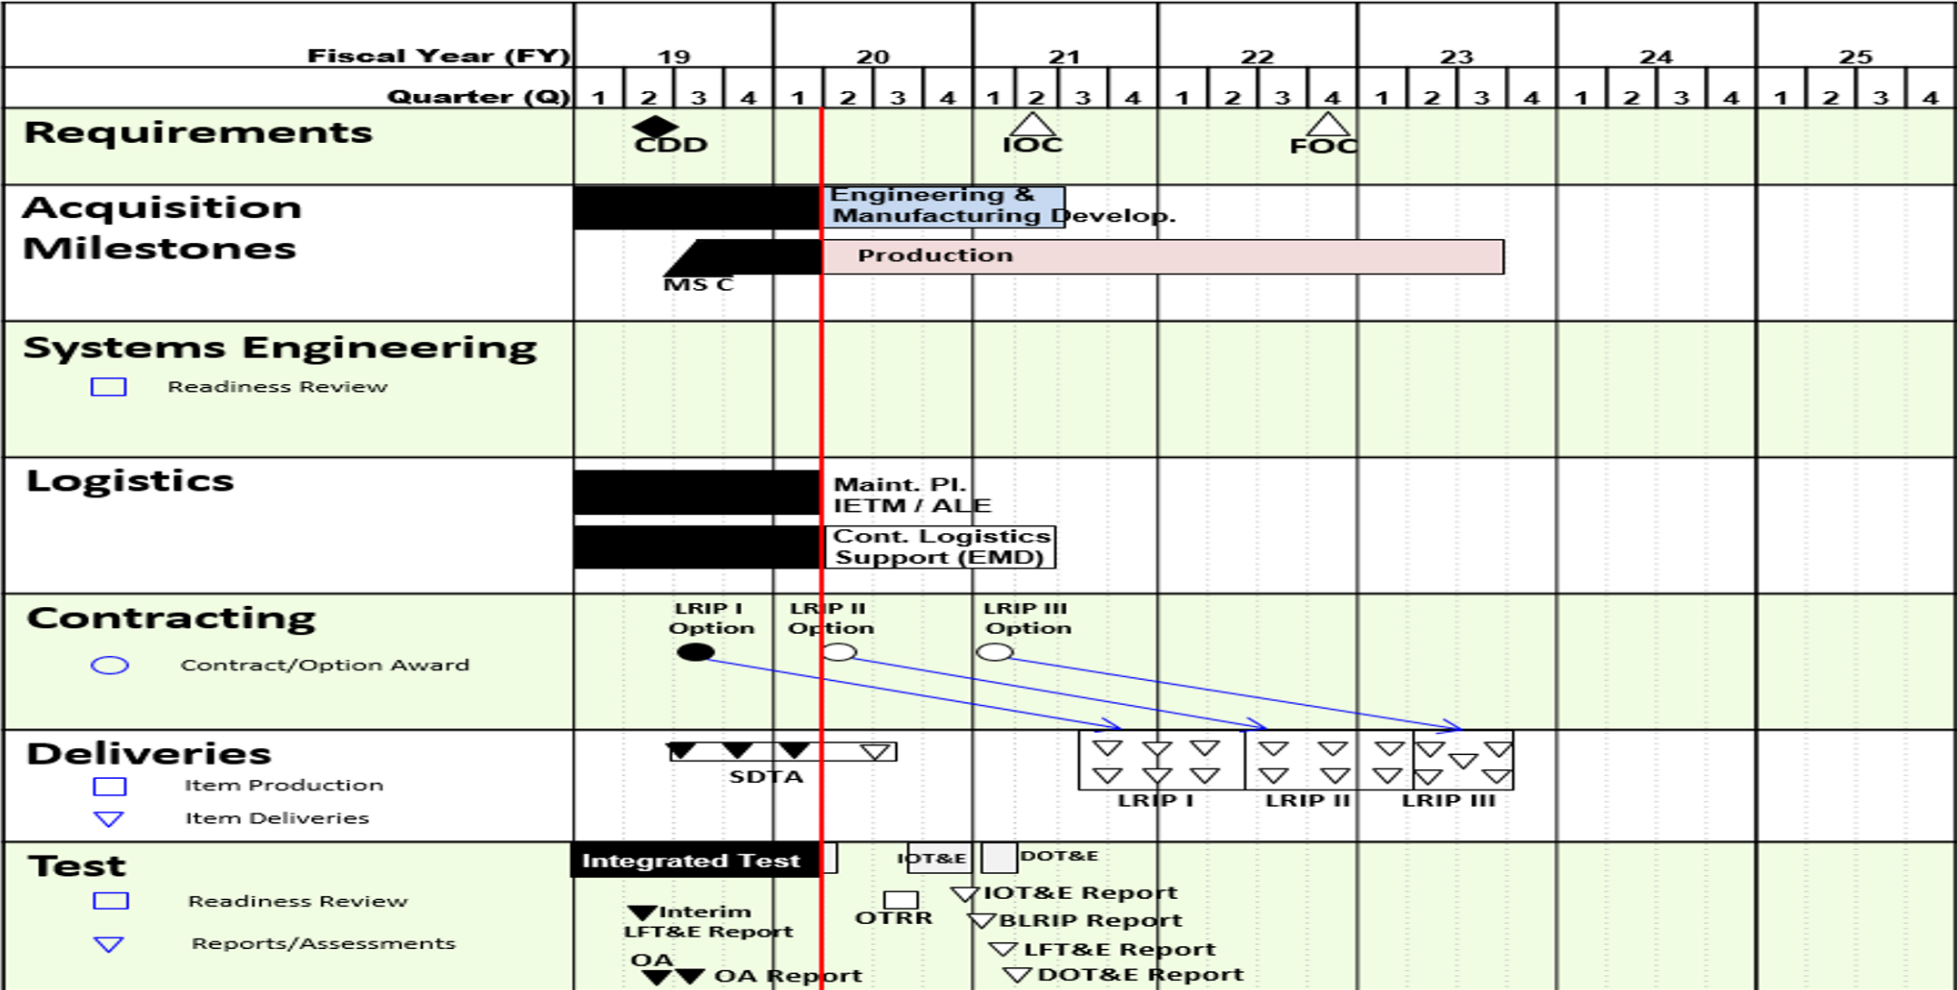 Fiscal Year (FY) 19 20 21 22 23 24 25
Quarter (Q) 1 2 3 4 1 2 3 4 1 2 3 4 1 2 3 4 1 2 3 4 1 2 3 4 1 2 3 4
Requirements
CDD IOC FOC
Acquisition
Milestones
Engineering &
Manufacturing Develop.
Production
MS C
Systems Engineering
Readiness Review
Logistics
Maint. Pl.
IETM / ALE
Cont. Logistics
Support (EMD)
Contracting
Contract/Option Award
LRIP I
Option
LRIP II
Option
LRIP III
Option
Deliveries
Item Production
Item Deliveries
SDTA
LRIP I LRIP II LRIP III
Test
Readiness Review
Reports/Assessments
Integrated Test IOT&E DOT&E
Interim
LFT&E Report
OA
OA Report
OTRR
IOT&E Report
BLRIP Report
LFT&E Report
DOT&E Report